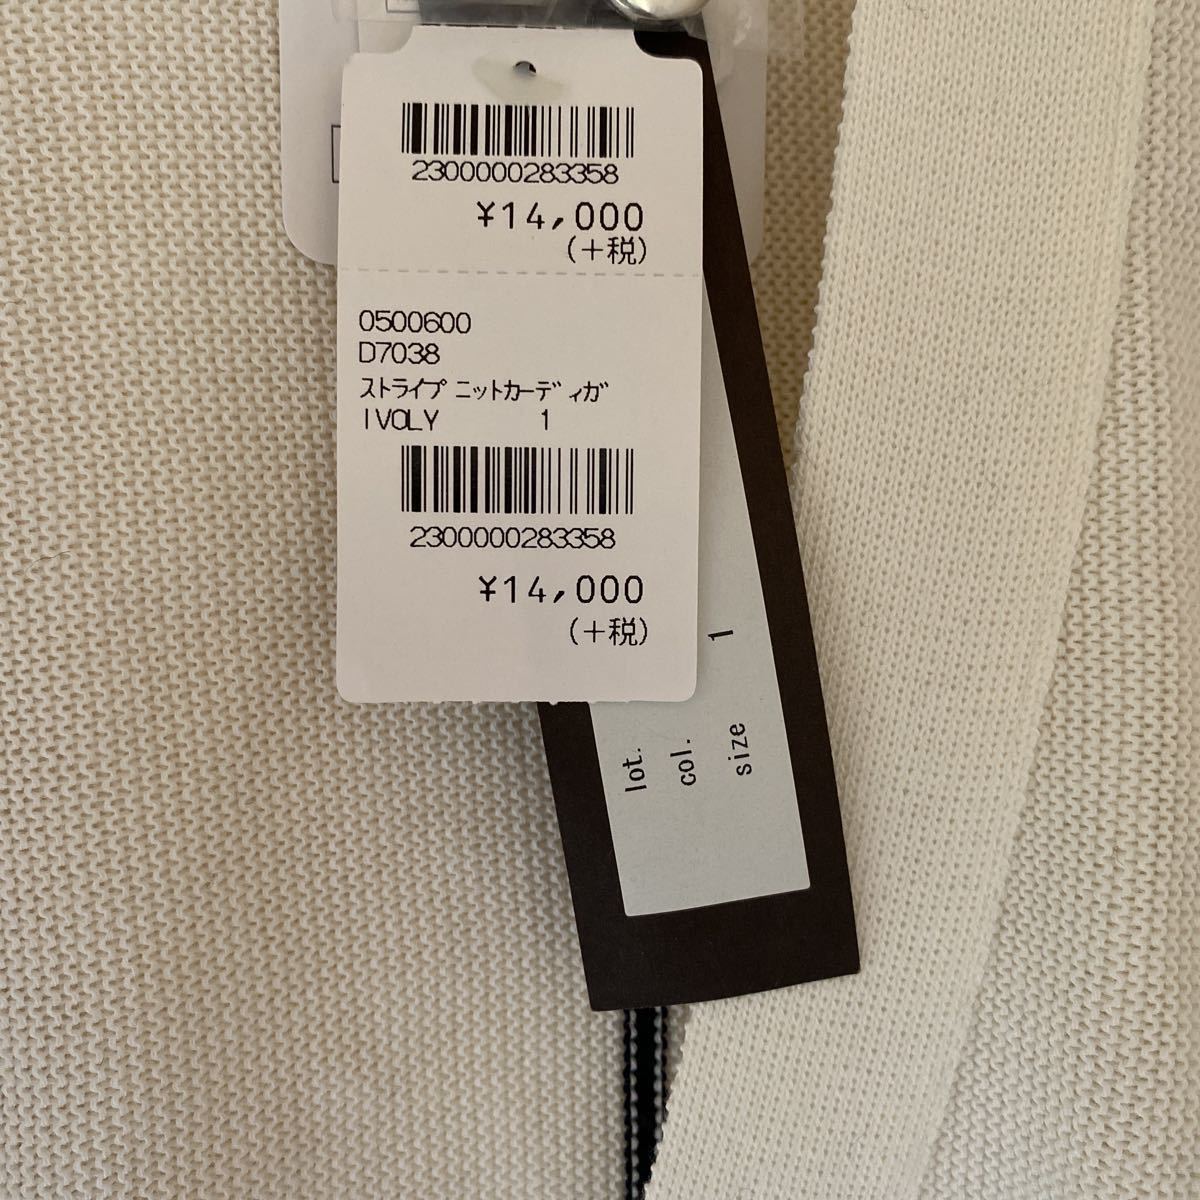 2300000283358
¥14,000
(+税)
0500600
D7038
ストライプ ニットカーディガ
IVOLY 1
2300000283358
¥14,000
(+税)
lot.
col.
size 1